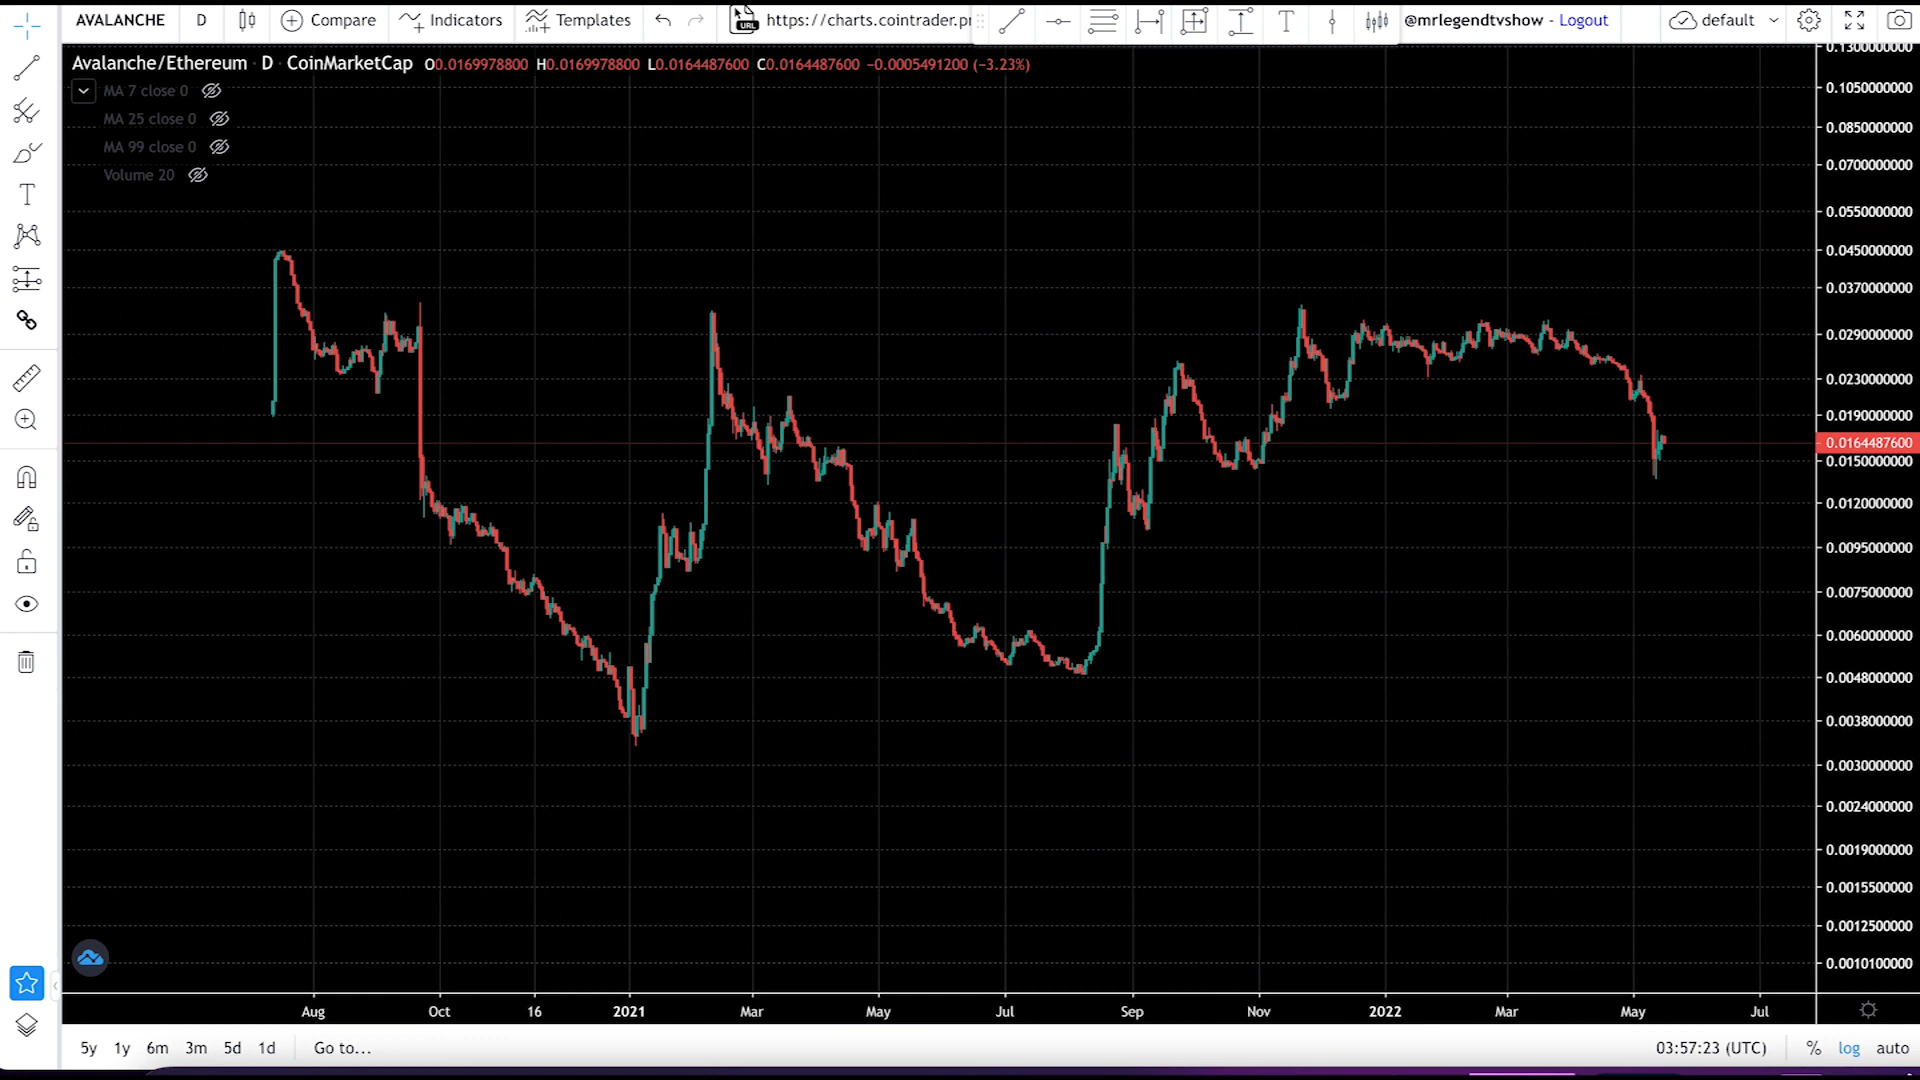 AVALANCHE D Compare Indicators Templates URL https://charts.cointrader.pr T @mrlegendtvshow - Logout default
Avalanche/Ethereum · D · CoinMarketCap O0.0169978800 H0.0169978800 L0.0164487600 C0.0164487600 −0.0005491200 (−3.23%)
MA 7 close 0
MA 25 close 0
MA 99 close 0
Volume 20
T
0.1300000000
0.1050000000
0.0850000000
0.0700000000
0.0550000000
0.0450000000
0.0370000000
0.0290000000
0.0230000000
0.0190000000
0.0164487600
0.0150000000
0.0120000000
0.0095000000
0.0075000000
0.0060000000
0.0048000000
0.0038000000
0.0030000000
0.0024000000
0.0019000000
0.0015500000
0.0012500000
0.0010100000
Aug Oct 16 2021 Mar May Jul Sep Nov 2022 Mar May Jul
5y 1y 6m 3m 5d 1d Go to... 03:57:23 (UTC) % log auto